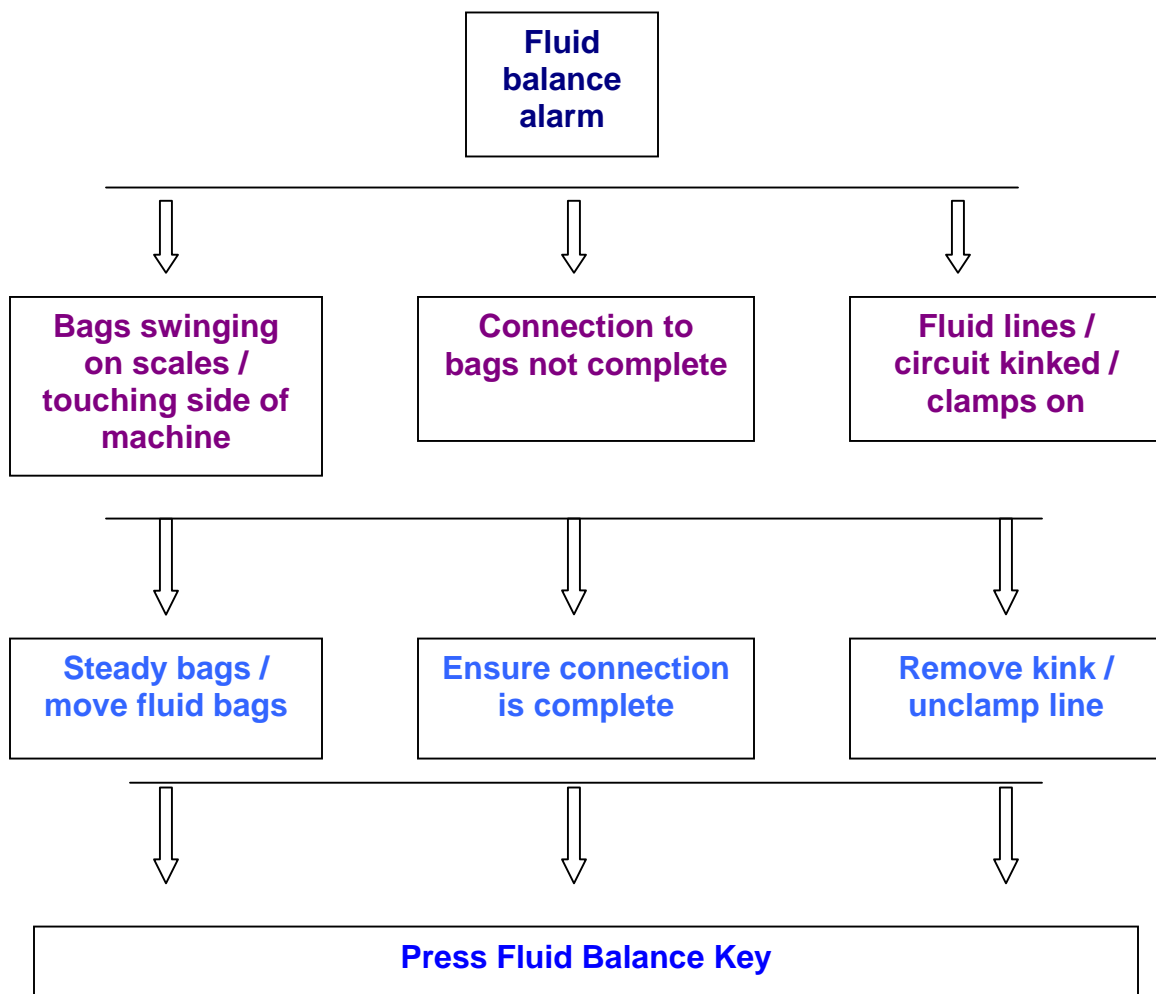 Fluid
balance
alarm
Bags swinging
on scales /
touching side of
machine
Connection to
bags not complete
Fluid lines /
circuit kinked /
clamps on
Steady bags /
move fluid bags
Ensure connection
is complete
Remove kink /
unclamp line
Press Fluid Balance Key